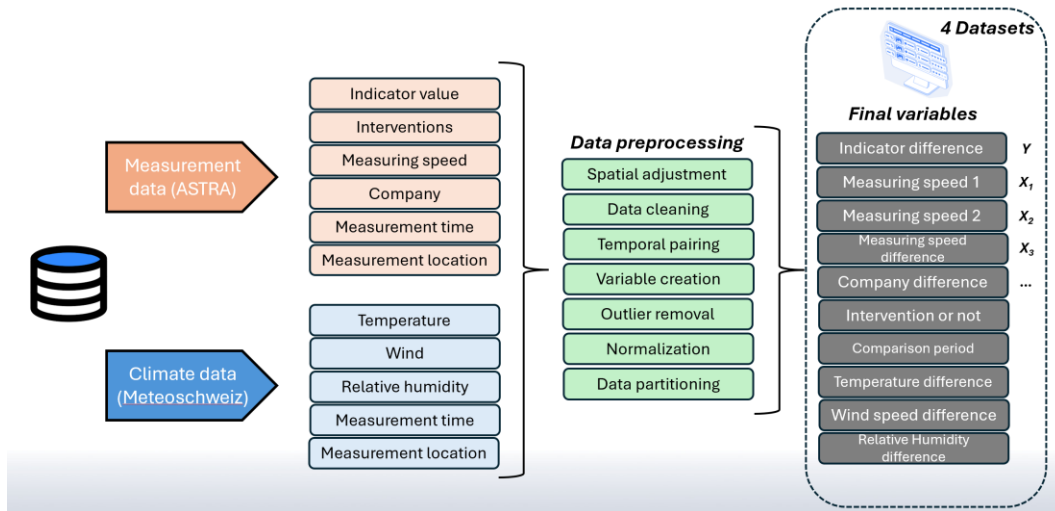 4 Datasets
Measurement
data (ASTRA)
Indicator value
Interventions
Measuring speed
Company
Measurement time
Measurement location
Climate data
(Meteoschweiz)
Temperature
Wind
Relative humidity
Measurement time
Measurement location
Data preprocessing
Spatial adjustment
Data cleaning
Temporal pairing
Variable creation
Outlier removal
Normalization
Data partitioning
Final variables
Indicator difference Y
Measuring speed 1 X₁
Measuring speed 2 X₂
Measuring speed
difference X₃
Company difference ...
Intervention or not
Comparison period
Temperature difference
Wind speed difference
Relative Humidity
difference